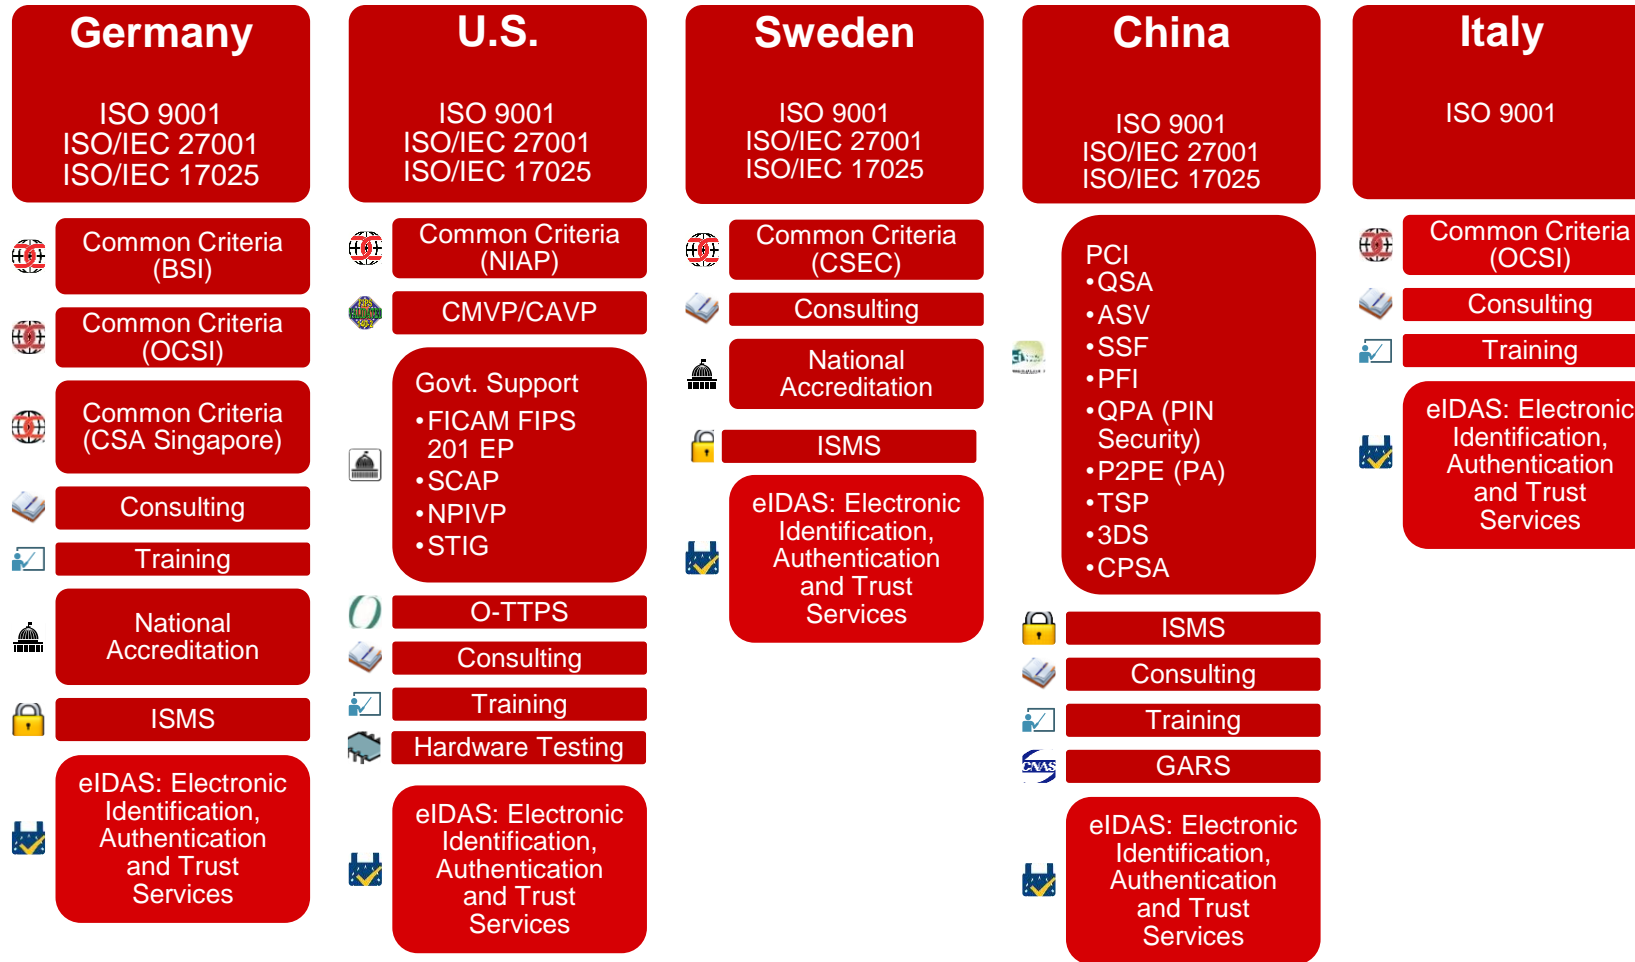 Germany
ISO 9001
ISO/IEC 27001
ISO/IEC 17025
Common Criteria
(BSI)
Common Criteria
(OCSI)
Common Criteria
(CSA Singapore)
Consulting
Training
National
Accreditation
ISMS
eIDAS: Electronic
Identification,
Authentication
and Trust
Services
U.S.
ISO 9001
ISO/IEC 27001
ISO/IEC 17025
Common Criteria
(NIAP)
CMVP/CAVP
Govt. Support
•FICAM FIPS
201 EP
•SCAP
•NPIVP
•STIG
O-TTPS
Consulting
Training
Hardware Testing
eIDAS: Electronic
Identification,
Authentication
and Trust
Services
Sweden
ISO 9001
ISO/IEC 27001
ISO/IEC 17025
Common Criteria
(CSEC)
Consulting
National
Accreditation
ISMS
eIDAS: Electronic
Identification,
Authentication
and Trust
Services
China
ISO 9001
ISO/IEC 27001
ISO/IEC 17025
PCI
•QSA
•ASV
•SSF
•PFI
•QPA (PIN
Security)
•P2PE (PA)
•TSP
•3DS
•CPSA
ISMS
Consulting
Training
CNAS
GARS
eIDAS: Electronic
Identification,
Authentication
and Trust
Services
Italy
ISO 9001
Common Criteria
(OCSI)
Consulting
Training
eIDAS: Electronic
Identification,
Authentication
and Trust
Services